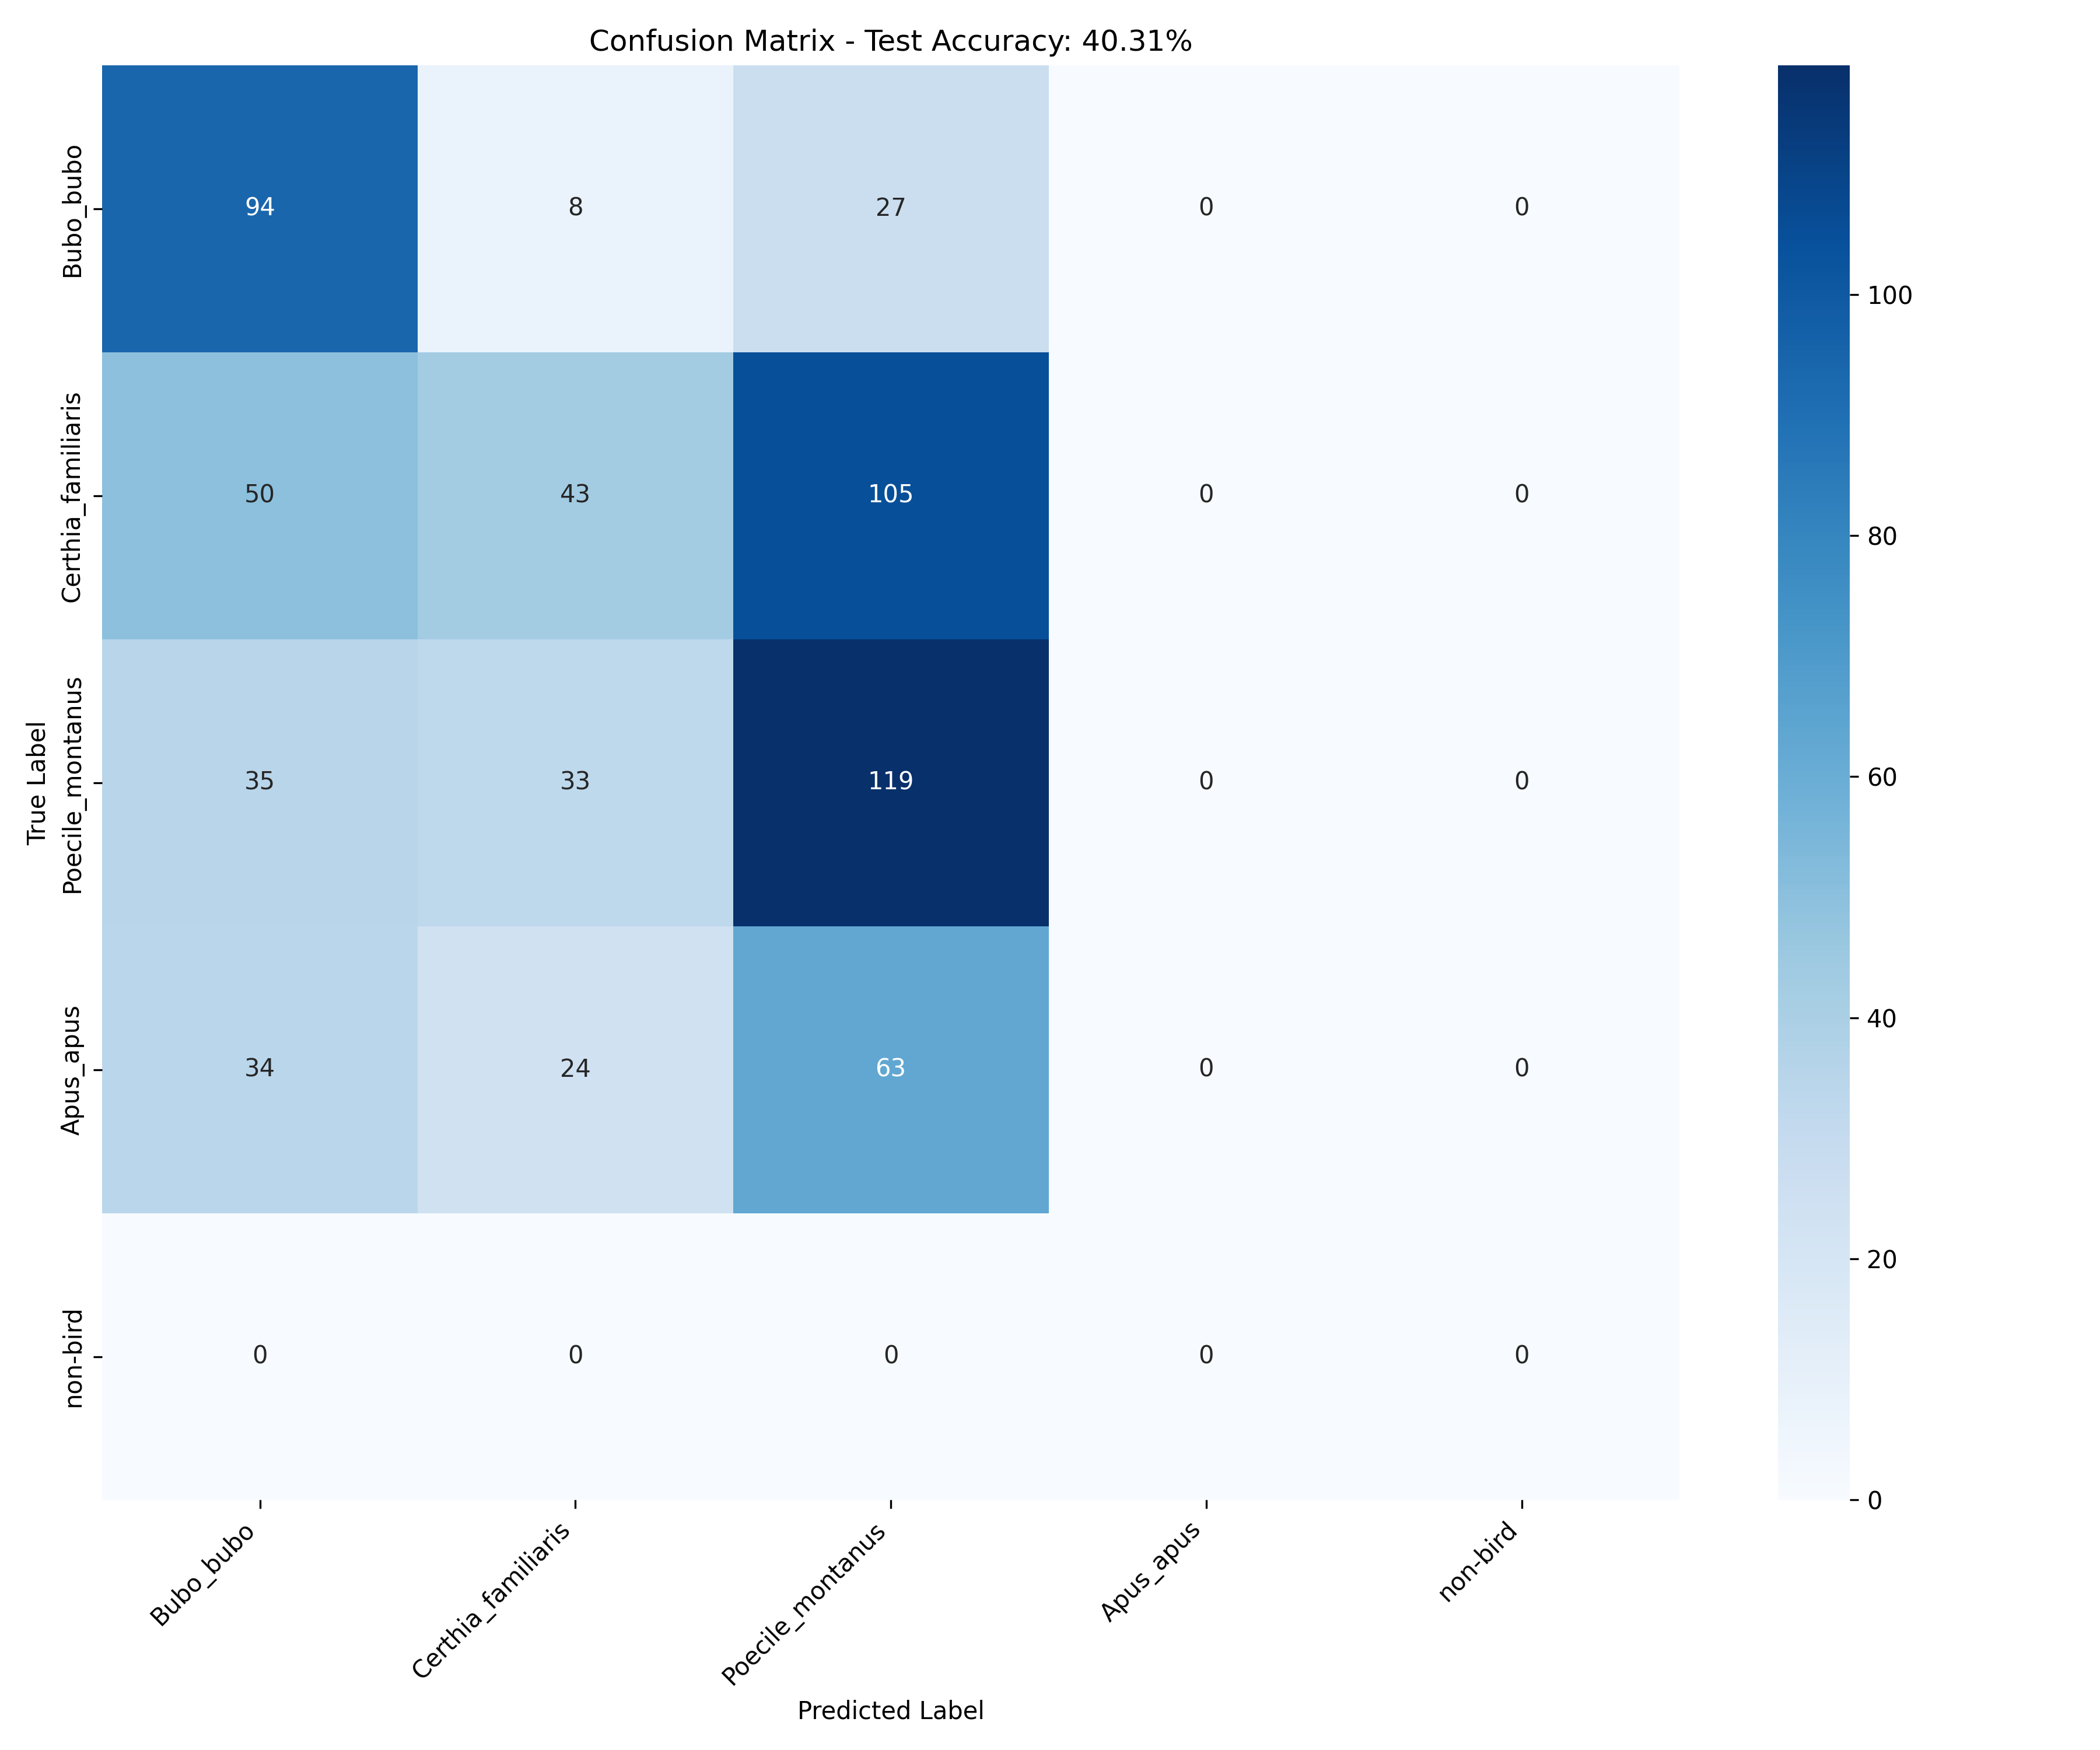 Confusion Matrix - Test Accuracy: 40.31%
True Label
Bubo_bubo
94 8 27 0 0
Certhia_familiaris
50 43 105 0 0
Poecile_montanus
35 33 119 0 0
Apus_apus
34 24 63 0 0
non-bird
0 0 0 0 0
Bubo_bubo
Certhia_familiaris
Poecile_montanus
Apus_apus
non-bird
Predicted Label
100
80
60
40
20
0